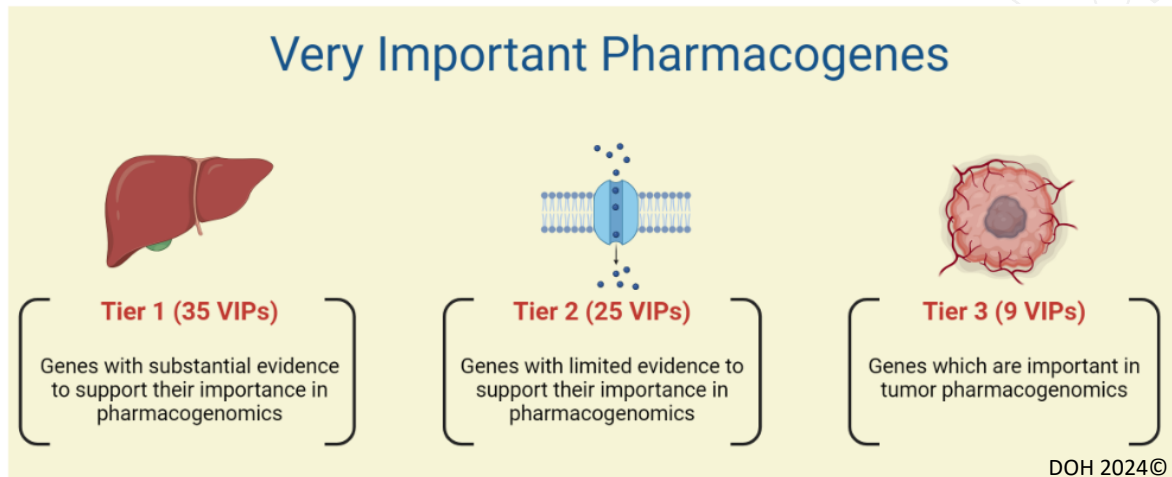 Very Important Pharmacogenes
Tier 1 (35 VIPs)
Genes with substantial evidence
to support their importance in
pharmacogenomics
Tier 2 (25 VIPs)
Genes with limited evidence to
support their importance in
pharmacogenomics
Tier 3 (9 VIPs)
Genes which are important in
tumor pharmacogenomics
DOH 2024©